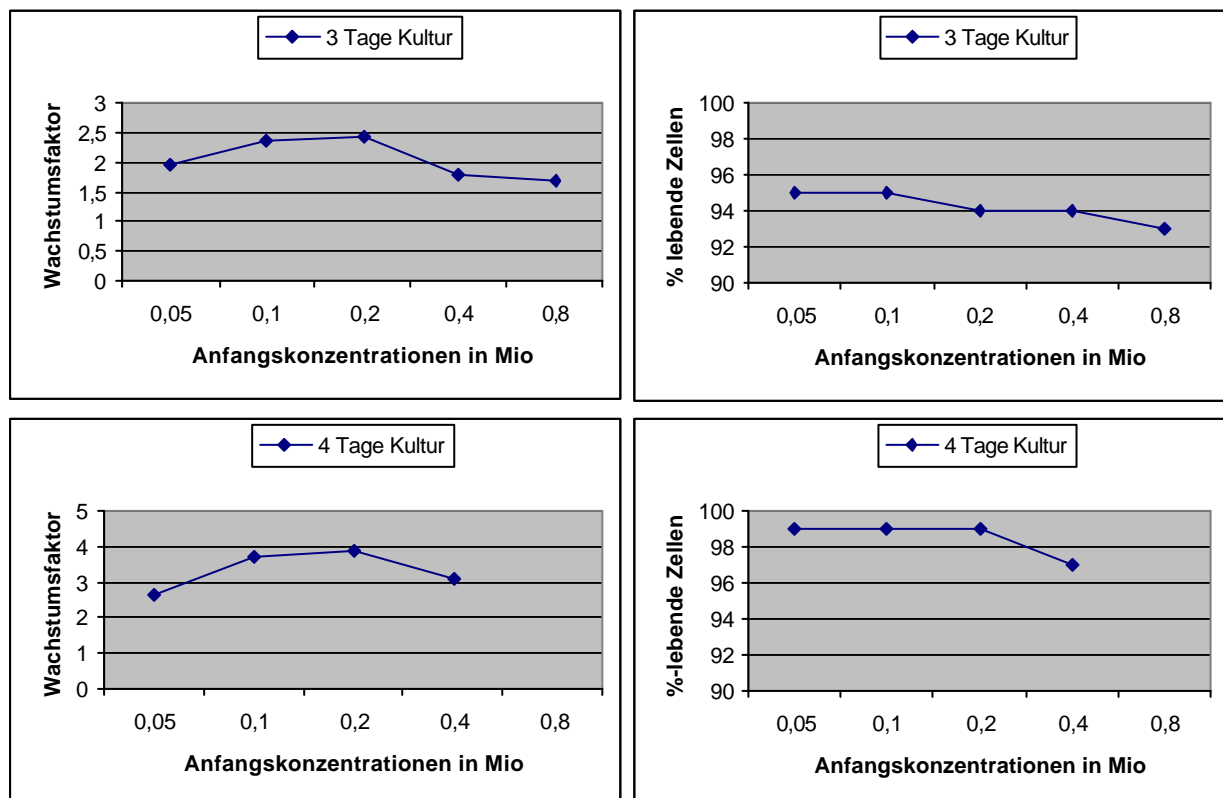 3 Tage Kultur
Wachstumsfaktor
3
2,5
2
1,5
1
0,5
0
0,05 0,1 0,2 0,4 0,8
Anfangskonzentrationen in Mio
3 Tage Kultur
% lebende Zellen
100
98
96
94
92
90
0,05 0,1 0,2 0,4 0,8
Anfangskonzentrationen in Mio
4 Tage Kultur
Wachstumsfaktor
5
4
3
2
1
0
0,05 0,1 0,2 0,4 0,8
Anfangskonzentrationen in Mio
4 Tage Kultur
%-lebende Zellen
100
98
96
94
92
90
0,05 0,1 0,2 0,4 0,8
Anfangskonzentrationen in Mio